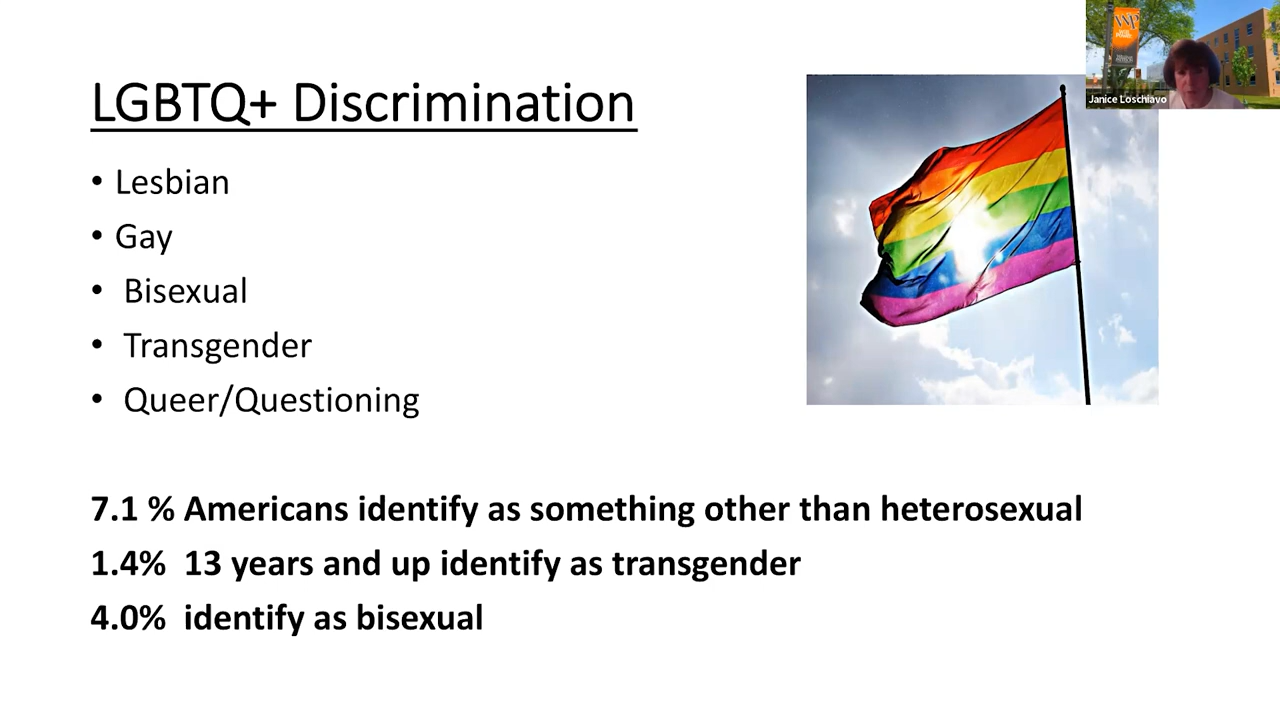 LGBTQ+ Discrimination
• Lesbian
• Gay
• Bisexual
• Transgender
• Queer/Questioning
7.1 % Americans identify as something other than heterosexual
1.4% 13 years and up identify as transgender
4.0% identify as bisexual
WP
Janice Loschiavo